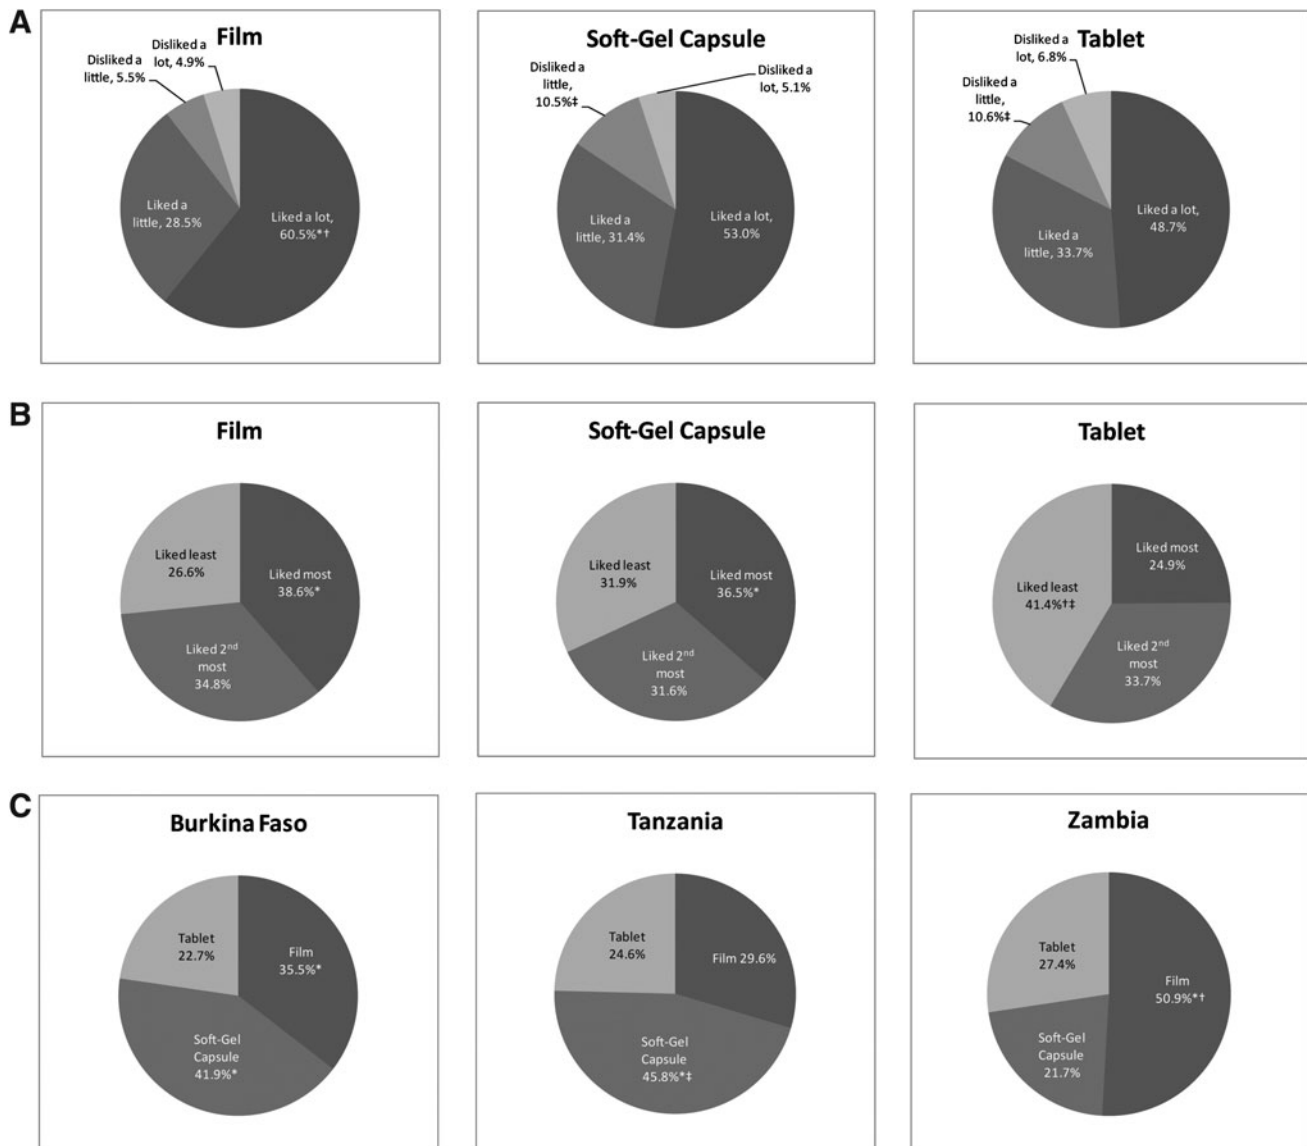 A
Film
Disliked a
lot, 4.9%
Disliked a
little, 5.5%
Liked a
little, 28.5%
Liked a lot,
60.5%*†
Soft-Gel Capsule
Disliked a
little,
10.5%‡
Disliked a
lot, 5.1%
Liked a
little, 31.4%
Liked a lot,
53.0%
Tablet
Disliked a
lot, 6.8%
Disliked a
little,
10.6%‡
Liked a
little, 33.7%
Liked a lot,
48.7%
B
Film
Liked least
26.6%
Liked most
38.6%*
Liked 2nd
most
34.8%
Soft-Gel Capsule
Liked least
31.9%
Liked most
36.5%*
Liked 2nd
most
31.6%
Tablet
Liked most
24.9%
Liked least
41.4%†‡
Liked 2nd
most
33.7%
C
Burkina Faso
Tablet
22.7%
Film
35.5%*
Soft-Gel
Capsule
41.9%*
Tanzania
Tablet
24.6%
Film 29.6%
Soft-Gel
Capsule
45.8%*‡
Zambia
Tablet
27.4%
Film
50.9%*†
Soft-Gel
Capsule
21.7%